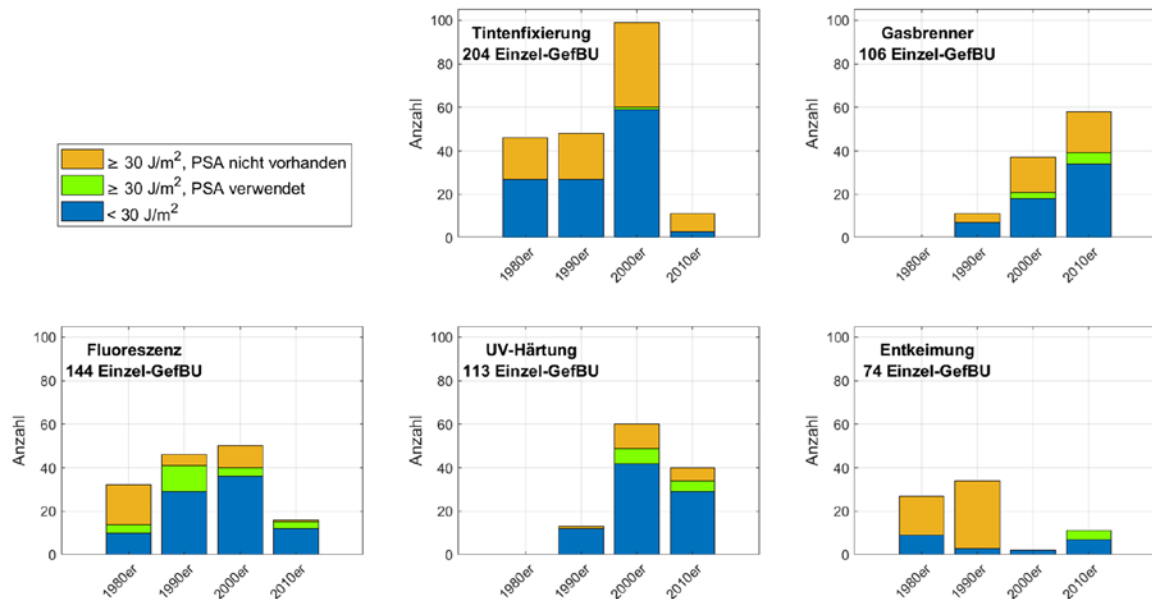 Tintenfixierung
204 Einzel-GefBU
Anzahl
100
80
60
40
20
0
1980er
1990er
2000er
2010er
Gasbrenner
106 Einzel-GefBU
Anzahl
100
80
60
40
20
0
1980er
1990er
2000er
2010er
≥ 30 J/m², PSA nicht vorhanden
≥ 30 J/m², PSA verwendet
< 30 J/m²
Fluoreszenz
144 Einzel-GefBU
Anzahl
100
80
60
40
20
0
1980er
1990er
2000er
2010er
UV-Härtung
113 Einzel-GefBU
Anzahl
100
80
60
40
20
0
1980er
1990er
2000er
2010er
Entkeimung
74 Einzel-GefBU
Anzahl
100
80
60
40
20
0
1980er
1990er
2000er
2010er